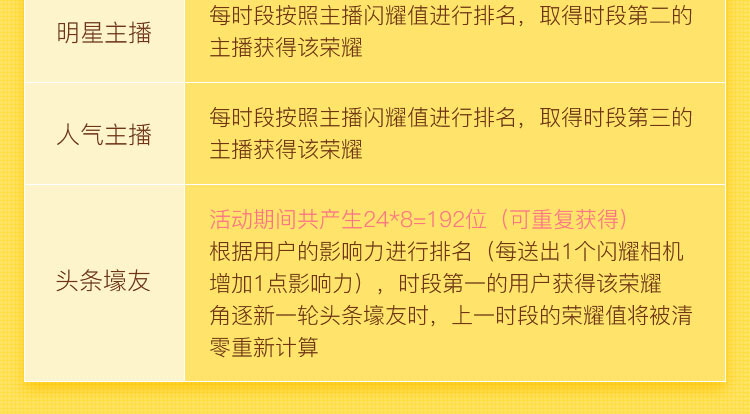 明星主播
每时段按照主播闪耀值进行排名，取得时段第二的
主播获得该荣耀
人气主播
每时段按照主播闪耀值进行排名，取得时段第三的
主播获得该荣耀
头条壕友
活动期间共产生24*8=192位（可重复获得）
根据用户的影响力进行排名（每送出1个闪耀相机
增加1点影响力），时段第一的用户获得该荣耀
角逐新一轮头条壕友时，上一时段的荣耀值将被清
零重新计算